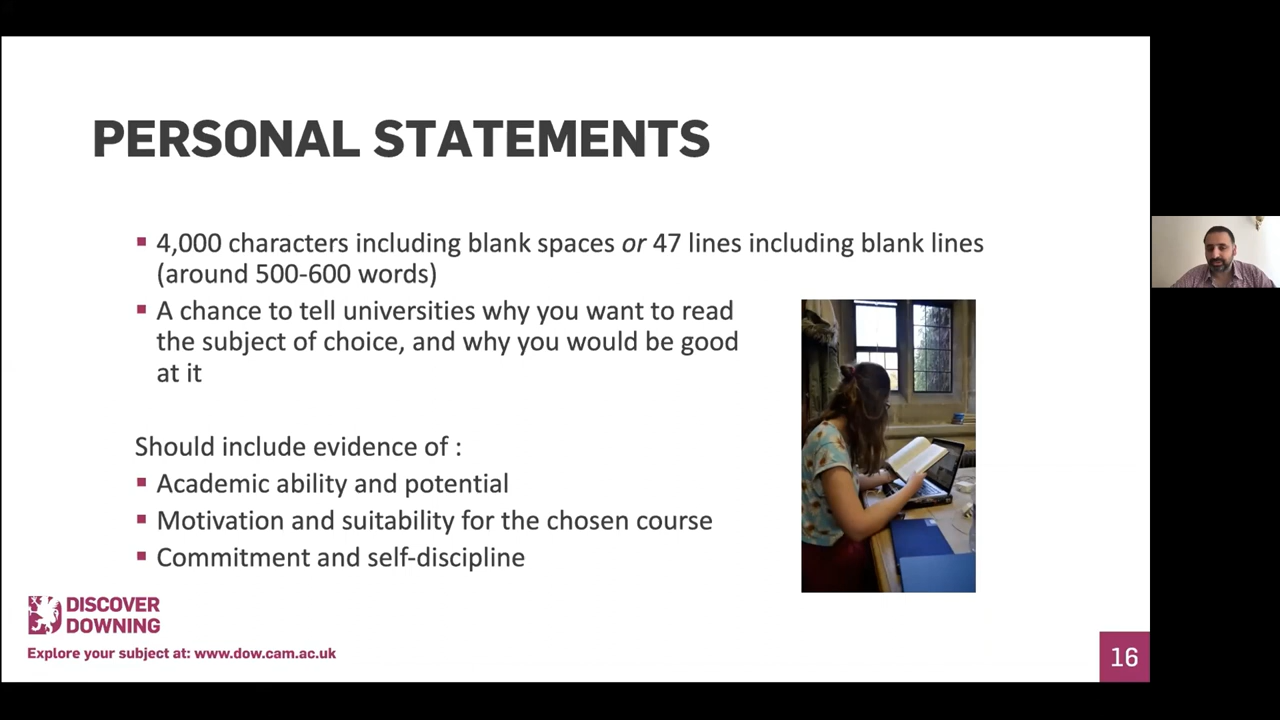 PERSONAL STATEMENTS
▪ 4,000 characters including blank spaces or 47 lines including blank lines
(around 500-600 words)
▪ A chance to tell universities why you want to read
the subject of choice, and why you would be good
at it
Should include evidence of :
▪ Academic ability and potential
▪ Motivation and suitability for the chosen course
▪ Commitment and self-discipline
DISCOVER
DOWNING
Explore your subject at: www.dow.cam.ac.uk
16